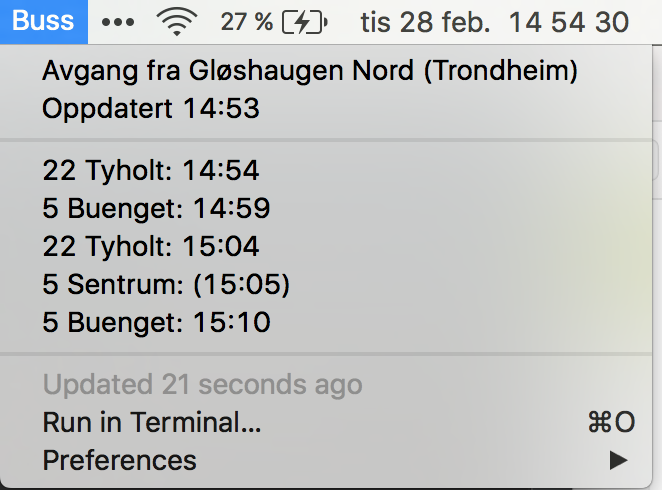 Buss ••• 27 % tis 28 feb. 14 54 30
Avgang fra Gløshaugen Nord (Trondheim)
Oppdatert 14:53
22 Tyholt: 14:54
5 Buenget: 14:59
22 Tyholt: 15:04
5 Sentrum: (15:05)
5 Buenget: 15:10
Updated 21 seconds ago
Run in Terminal... ⌘O
Preferences ▶